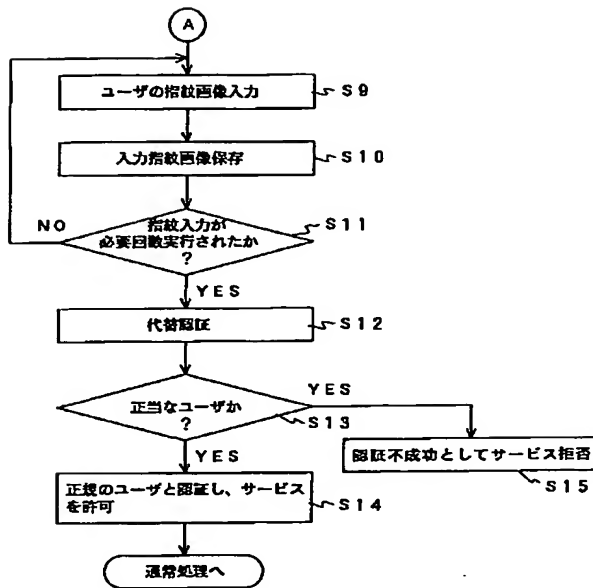 A
ユーザの指紋画像入力
S9
入力指紋画像保存
S10
指紋入力が
必要回数実行されたか
?
S11
NO
YES
代替認証
S12
正当なユーザか
?
S13
YES
YES
認証不成功としてサービス拒否
S15
正規のユーザと認証し、サービス
を許可
S14
通常処理へ